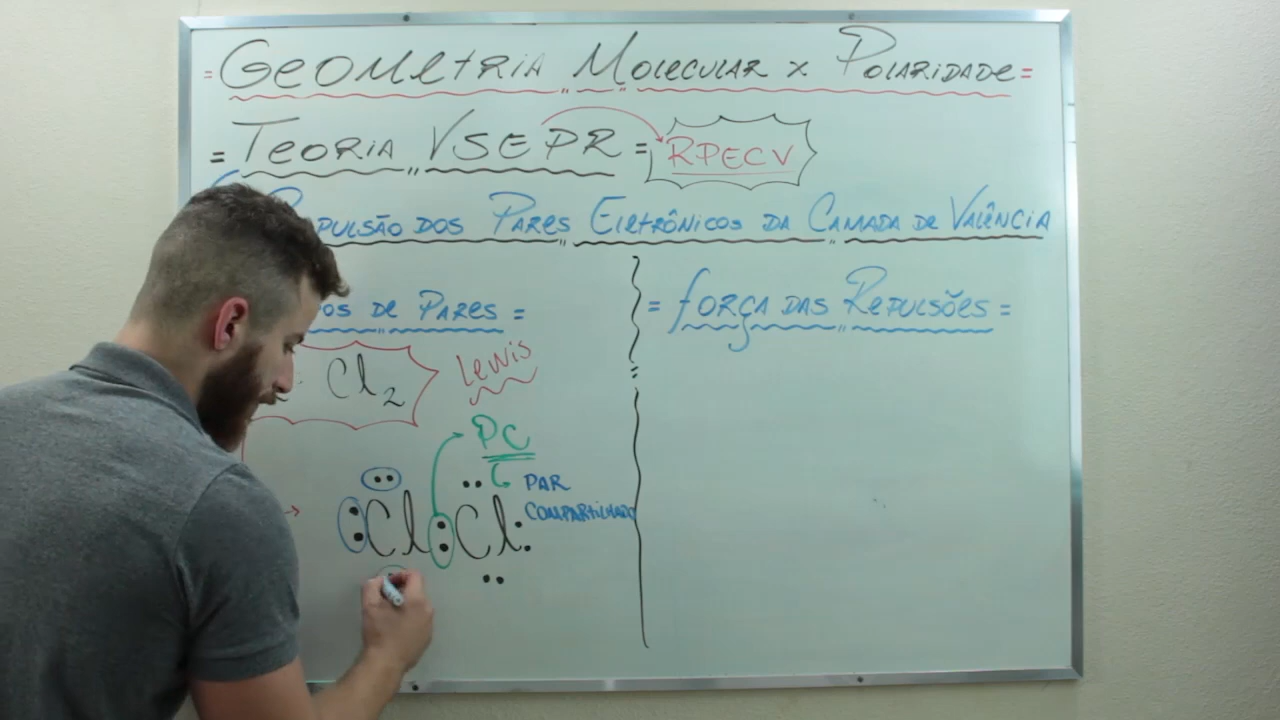 = Geometria Molecular x Polaridade =
= Teoria VSEPR = RPECV
pulsão dos Pares Eletrônicos da Camada de Valência
os de Pares =
= força das Repulsões =
Cl2
Lewis
PC
PAR
COMPARTILHADO
Cl Cl